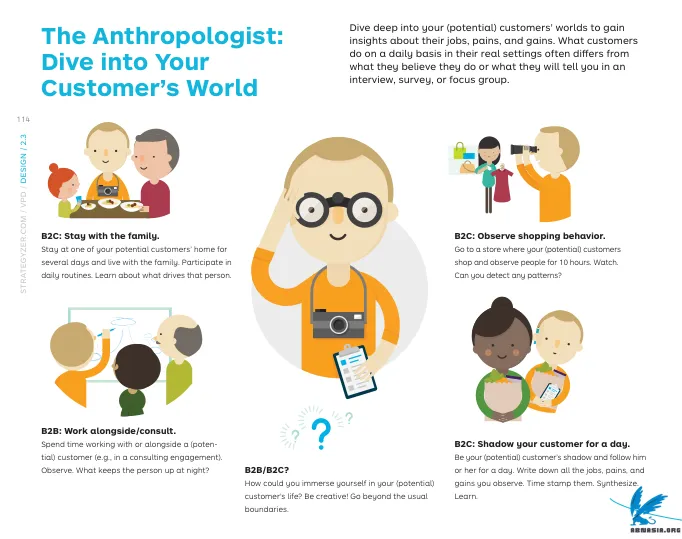 The Anthropologist:
Dive into Your
Customer's World
Dive deep into your (potential) customers' worlds to gain
insights about their jobs, pains, and gains. What customers
do on a daily basis in their real settings often differs from
what they believe they do or what they will tell you in an
interview, survey, or focus group.
114
STRATEGYZER.COM / VPD / DESIGN / 2.3
B2C: Stay with the family.
Stay at one of your potential customers' home for
several days and live with the family. Participate in
daily routines. Learn about what drives that person.
B2C: Observe shopping behavior.
Go to a store where your (potential) customers
shop and observe people for 10 hours. Watch.
Can you detect any patterns?
B2B: Work alongside/consult.
Spend time working with or alongside a (poten-
tial) customer (e.g., in a consulting engagement).
Observe. What keeps the person up at night?
? ? ?
B2B/B2C?
How could you immerse yourself in your (potential)
customer's life? Be creative! Go beyond the usual
boundaries.
B2C: Shadow your customer for a day.
Be your (potential) customer's shadow and follow him
or her for a day. Write down all the jobs, pains, and
gains you observe. Time stamp them. Synthesize.
Learn.
ARMASIA.ORG